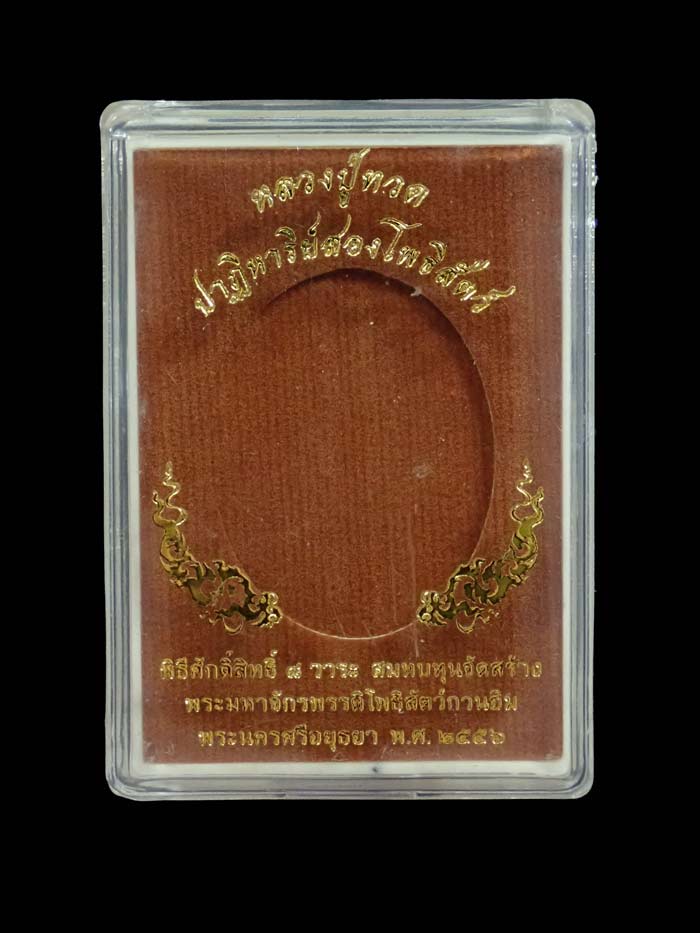 หลวงปู่ทวด
ปาฏิหาริย์สองโพธิสัตว์
พิธีศักดิ์สิทธิ์ ๘ วาระ สมทบทุนจัดสร้าง
พระมหาจักรพรรดิโพธิสัตว์กวนอิม
พระนครศรีอยุธยา พ.ศ. ๒๕๕๖